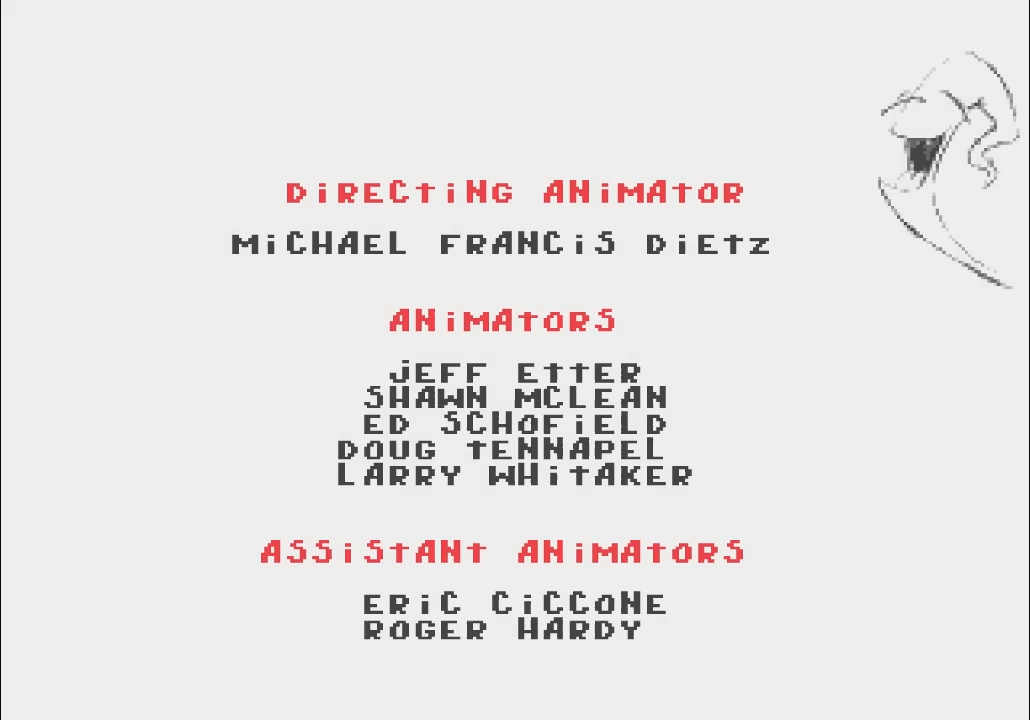 DiRECtiNG ANiMAtOR
MiCHAEL FRANCiS DiEtz
ANiMAtORS
jEFF EttER
SHAWN MCLEAN
ED SCHOFiELD
DOUG tENNAPEL
LARRY WHitAKER
ASSiStANt ANiMAtORS
ERiC CiCCONE
ROGER HARDY